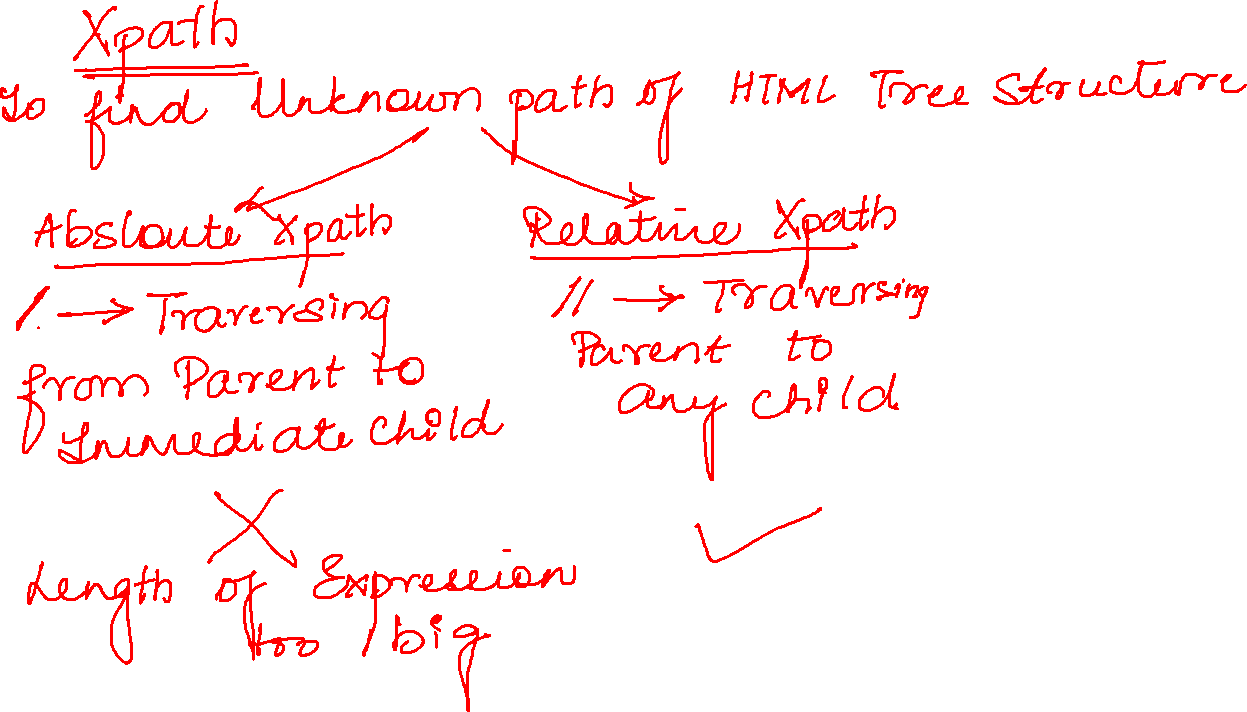 Xpath
To find Unknown path of HTML Tree Structure
Absloute Xpath
Relative Xpath
/. → Traversing
from Parent to
Immediate child
// → Traversing
Parent to
any child
Length of Expression
too big